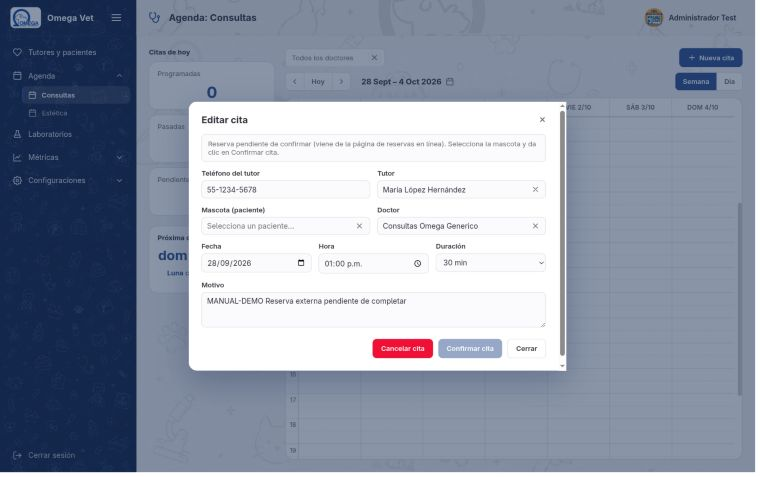 OMEGA
Omega Vet
Agenda: Consultas
Administrador Test
Tutores y pacientes
Agenda
Consultas
Estética
Laboratorios
Métricas
Configuraciones
Cerrar sesión
Citas de hoy
Programadas
0
Pasadas
Próxima
dom
Luna
Todos los doctores
+ Nueva cita
Hoy
28 Sept – 4 Oct 2026
Semana
Día
VIE 2/10
SÁB 3/10
DOM 4/10
Editar cita
Reserva pendiente de confirmar (viene de la página de reservas en línea). Selecciona la mascota y da
clic en Confirmar cita.
Teléfono del tutor
Tutor
55-1234-5678
María López Hernández
Mascota (paciente)
Doctor
Selecciona un paciente...
Consultas Omega Generico
Fecha
Hora
Duración
28/09/2026
01:00 p.m.
30 min
Motivo
MANUAL-DEMO Reserva externa pendiente de completar
Cancelar cita
Confirmar cita
Cerrar
16
17
18
19